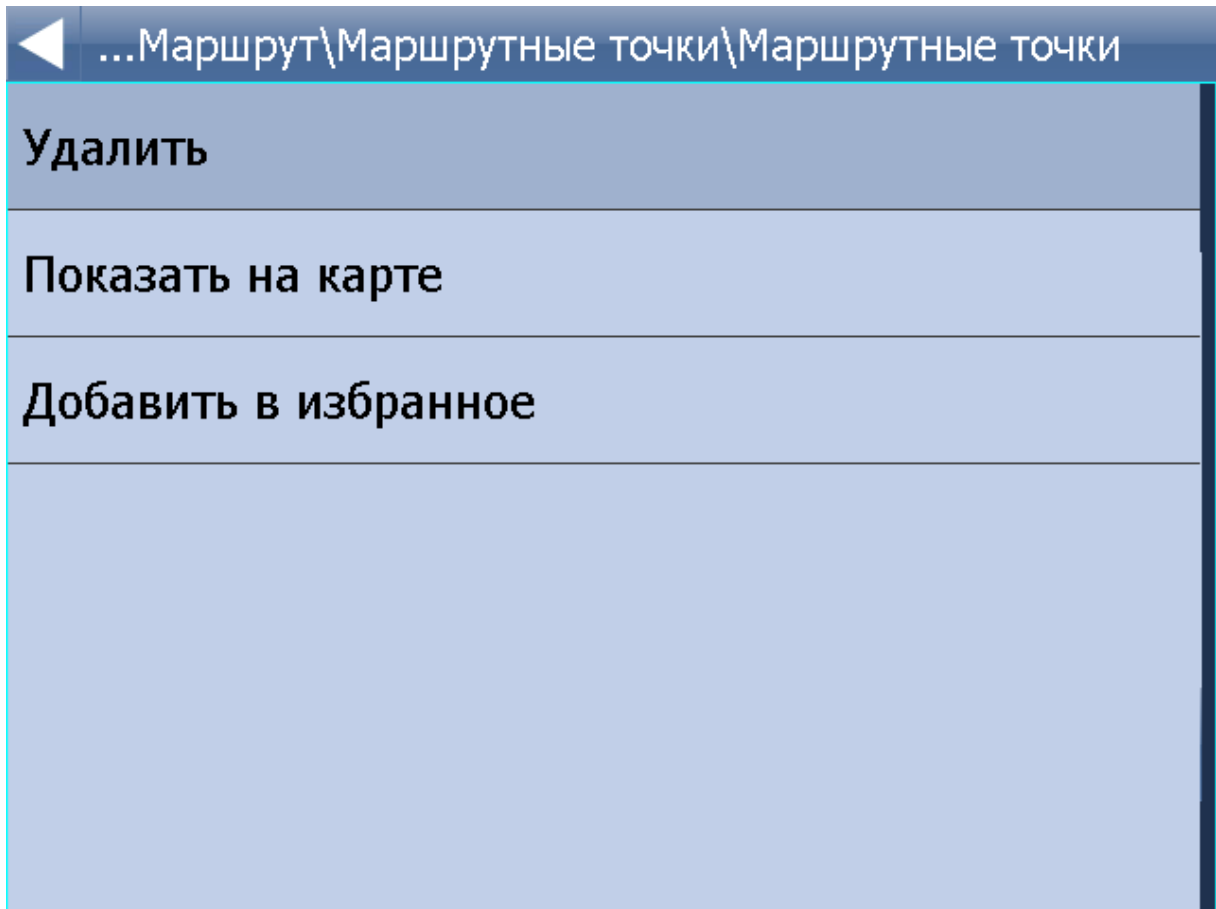 ...Маршрут\Маршрутные точки\Маршрутные точки
Удалить
Показать на карте
Добавить в избранное